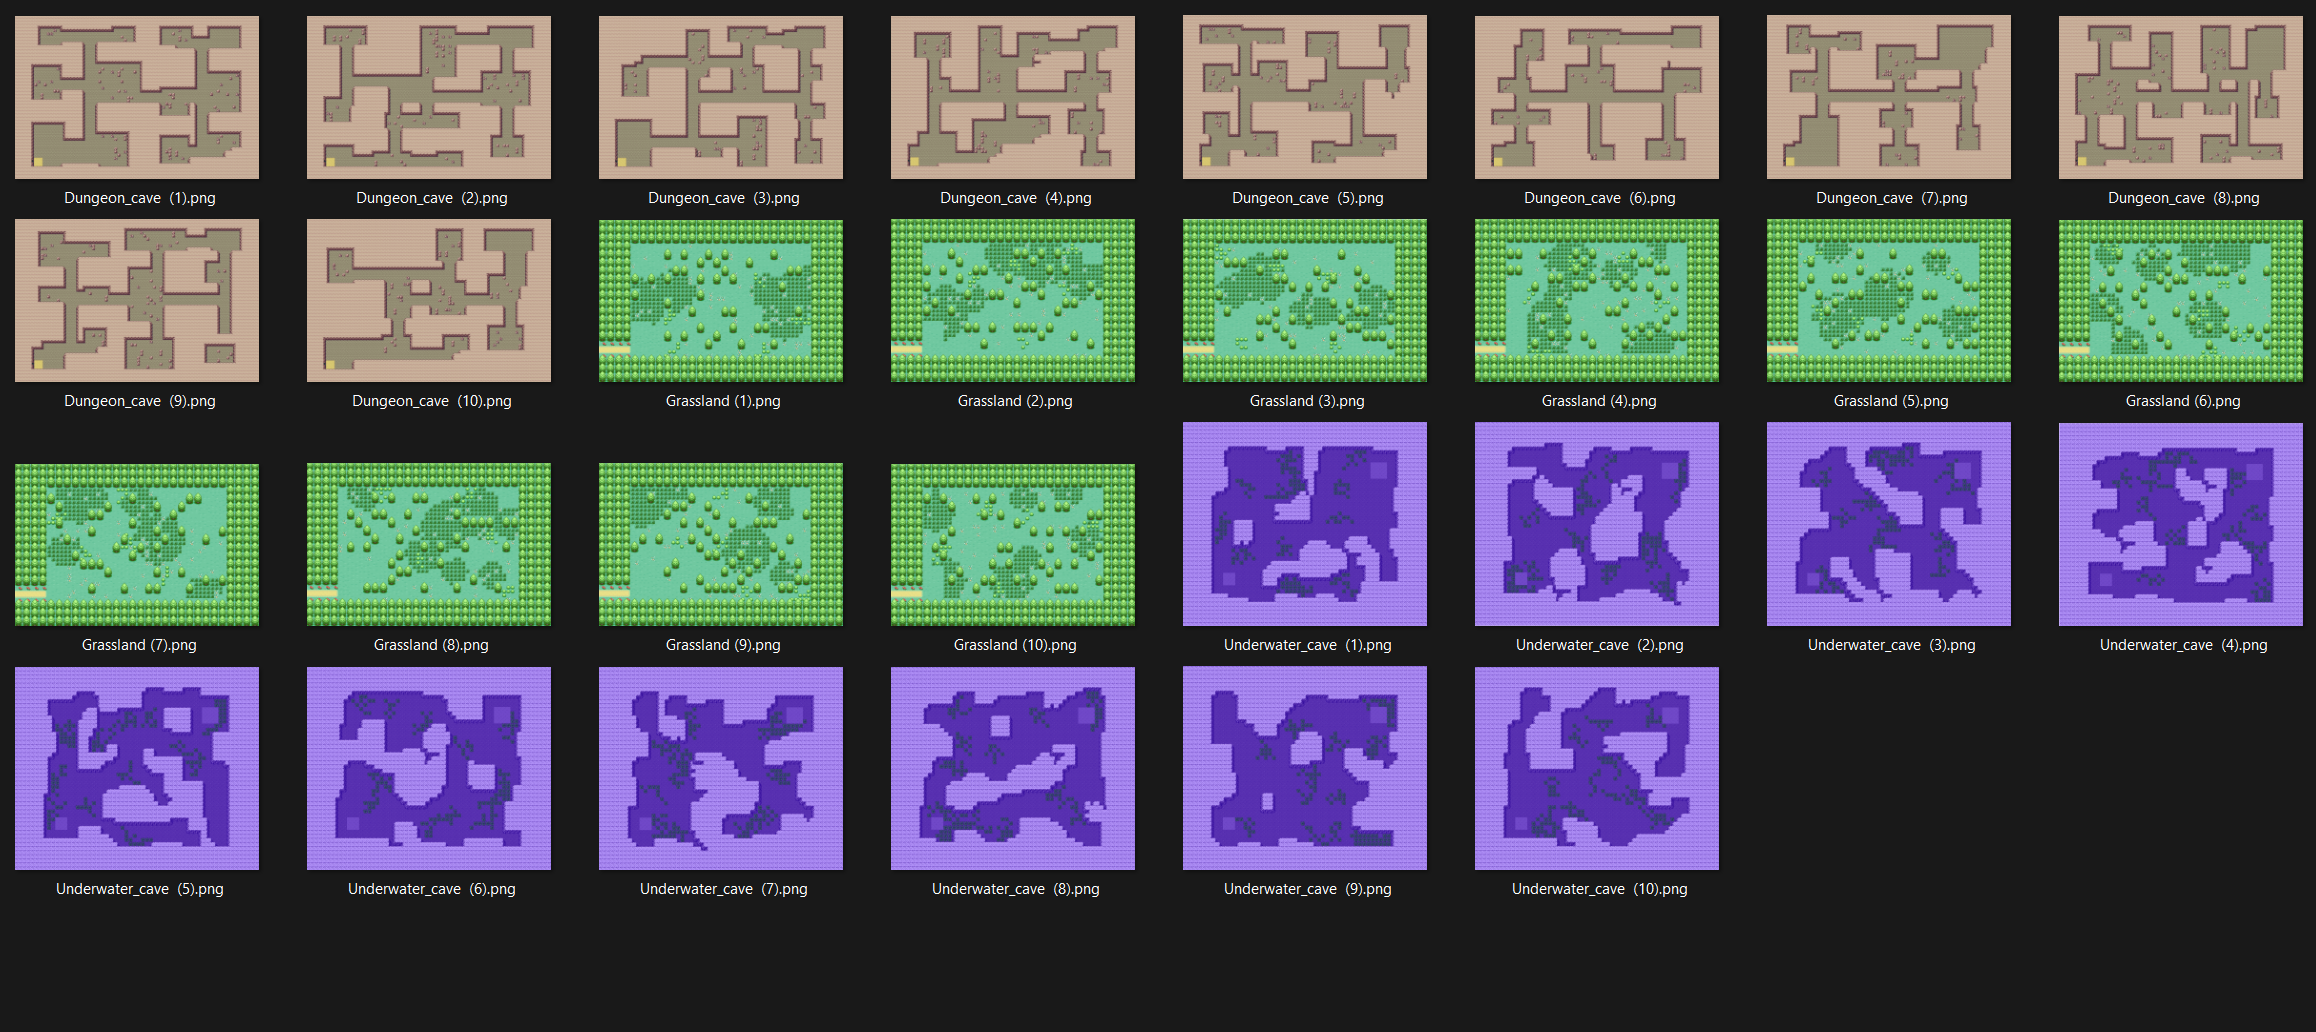 Dungeon_cave (1).png
Dungeon_cave (2).png
Dungeon_cave (3).png
Dungeon_cave (4).png
Dungeon_cave (5).png
Dungeon_cave (6).png
Dungeon_cave (7).png
Dungeon_cave (8).png
Dungeon_cave (9).png
Dungeon_cave (10).png
Grassland (1).png
Grassland (2).png
Grassland (3).png
Grassland (4).png
Grassland (5).png
Grassland (6).png
Grassland (7).png
Grassland (8).png
Grassland (9).png
Grassland (10).png
Underwater_cave (1).png
Underwater_cave (2).png
Underwater_cave (3).png
Underwater_cave (4).png
Underwater_cave (5).png
Underwater_cave (6).png
Underwater_cave (7).png
Underwater_cave (8).png
Underwater_cave (9).png
Underwater_cave (10).png